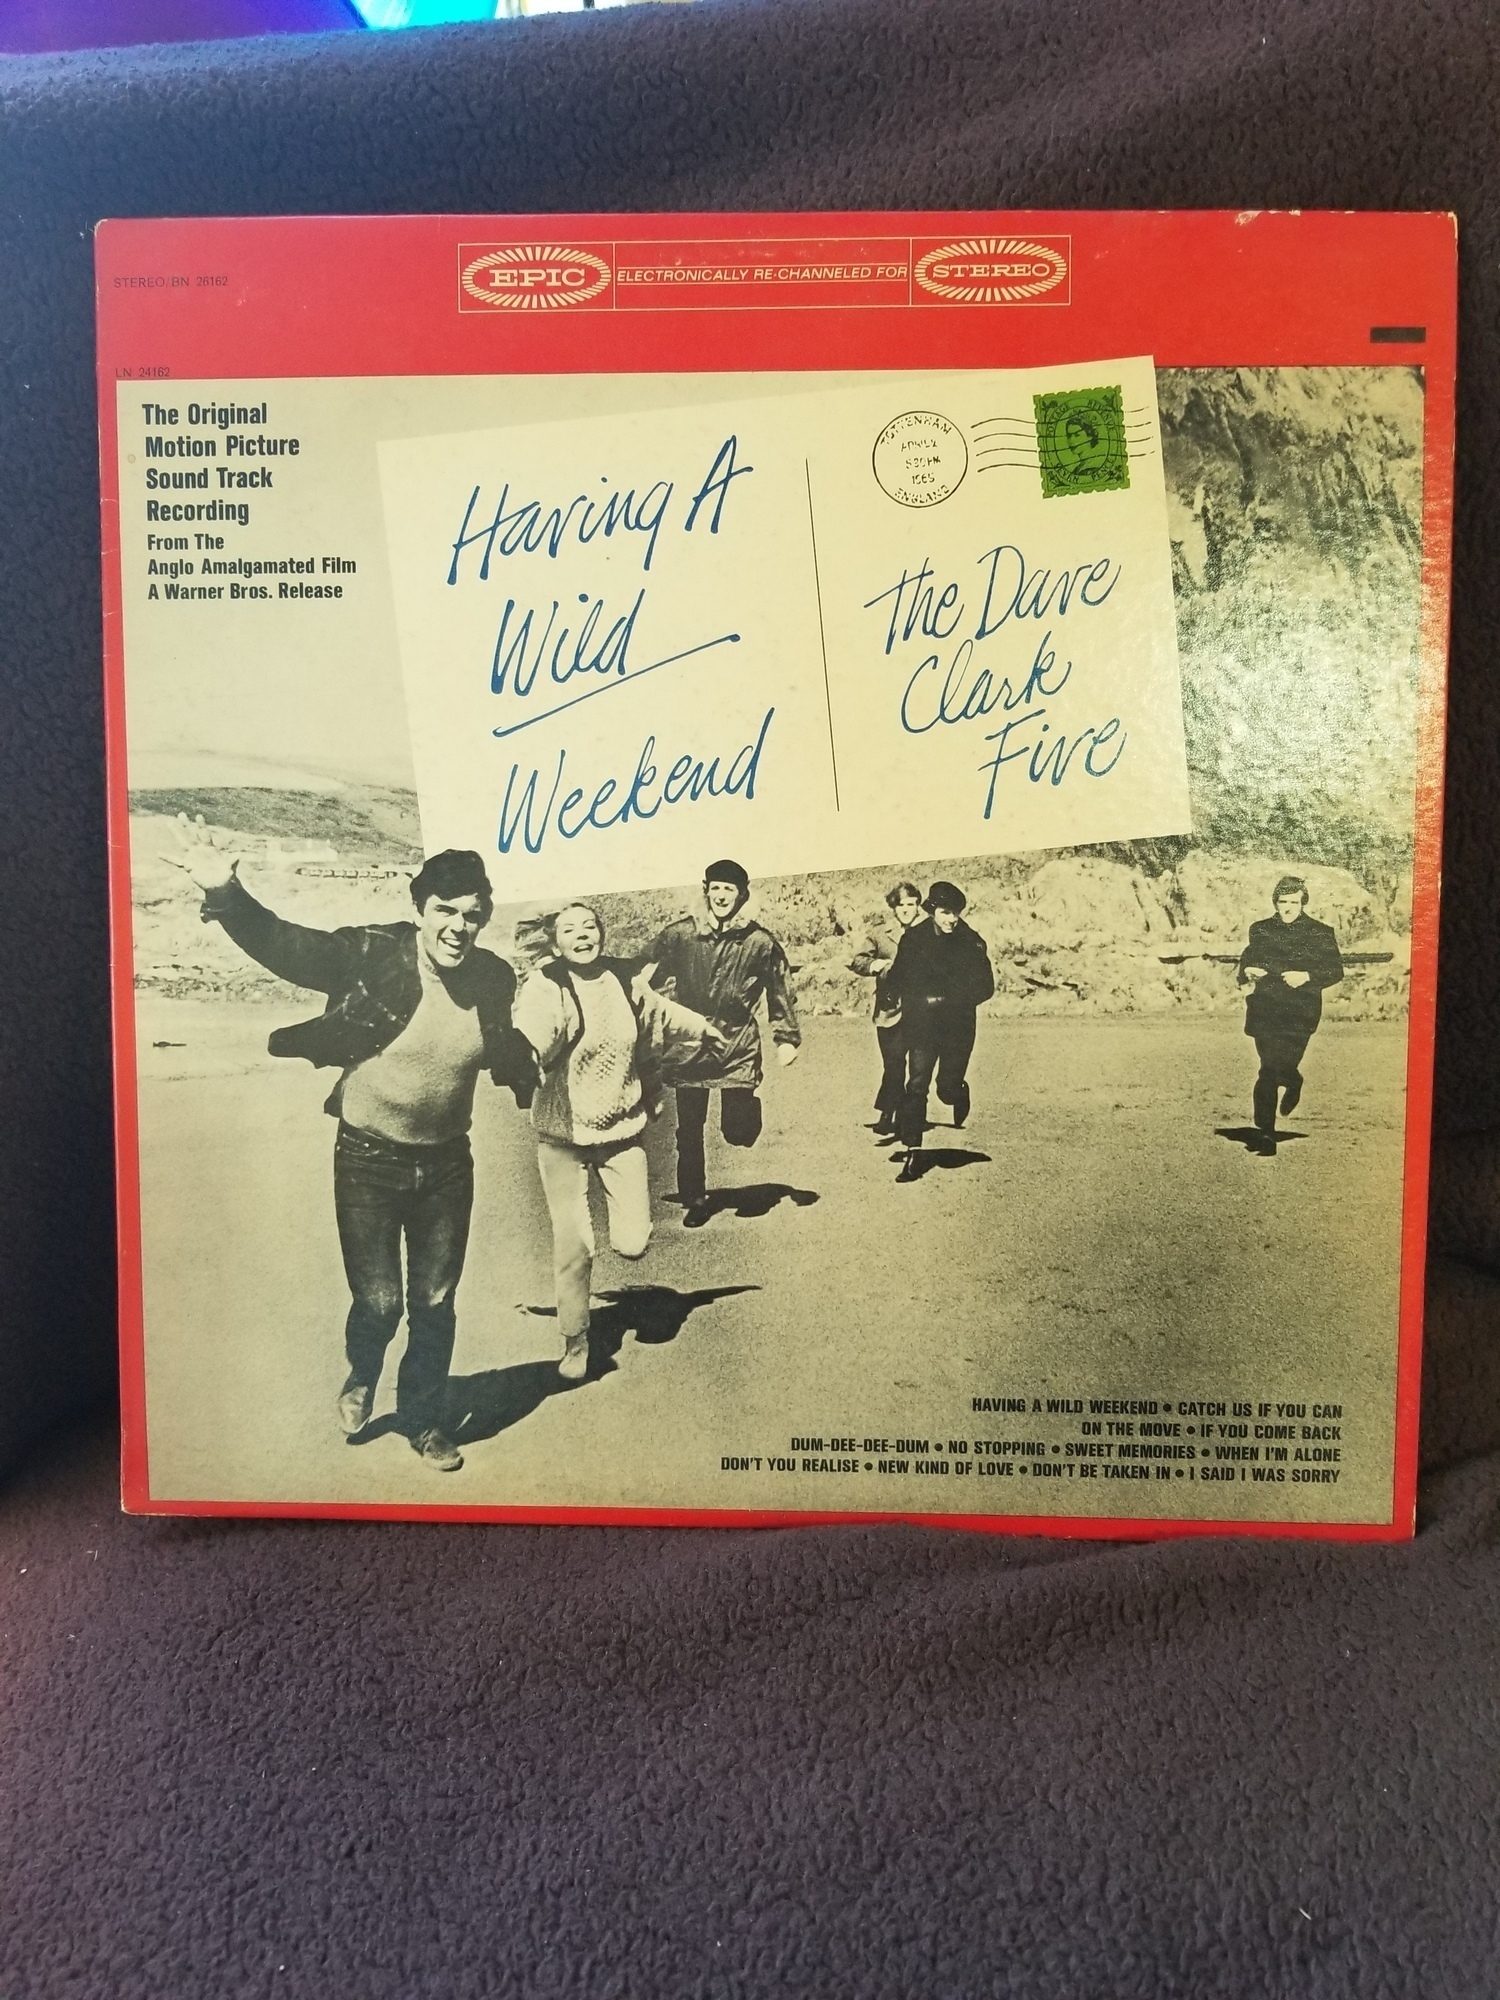 EPIC ELECTRONICALLY RE-CHANNELED FOR STEREO
STEREO/BN 26162
LN 24162
The Original
Motion Picture
Sound Track
Recording
From The
Anglo Amalgamated Film
A Warner Bros. Release
Having A
Wild
Weekend
TOTTENHAM
1965
ENGLAND
The Dave
Clark
Five
HAVING A WILD WEEKEND • CATCH US IF YOU CAN
ON THE MOVE • IF YOU COME BACK
DUM-DEE-DEE-DUM • NO STOPPING • SWEET MEMORIES • WHEN I'M ALONE
DON'T YOU REALISE • NEW KIND OF LOVE • DON'T BE TAKEN IN • I SAID I WAS SORRY